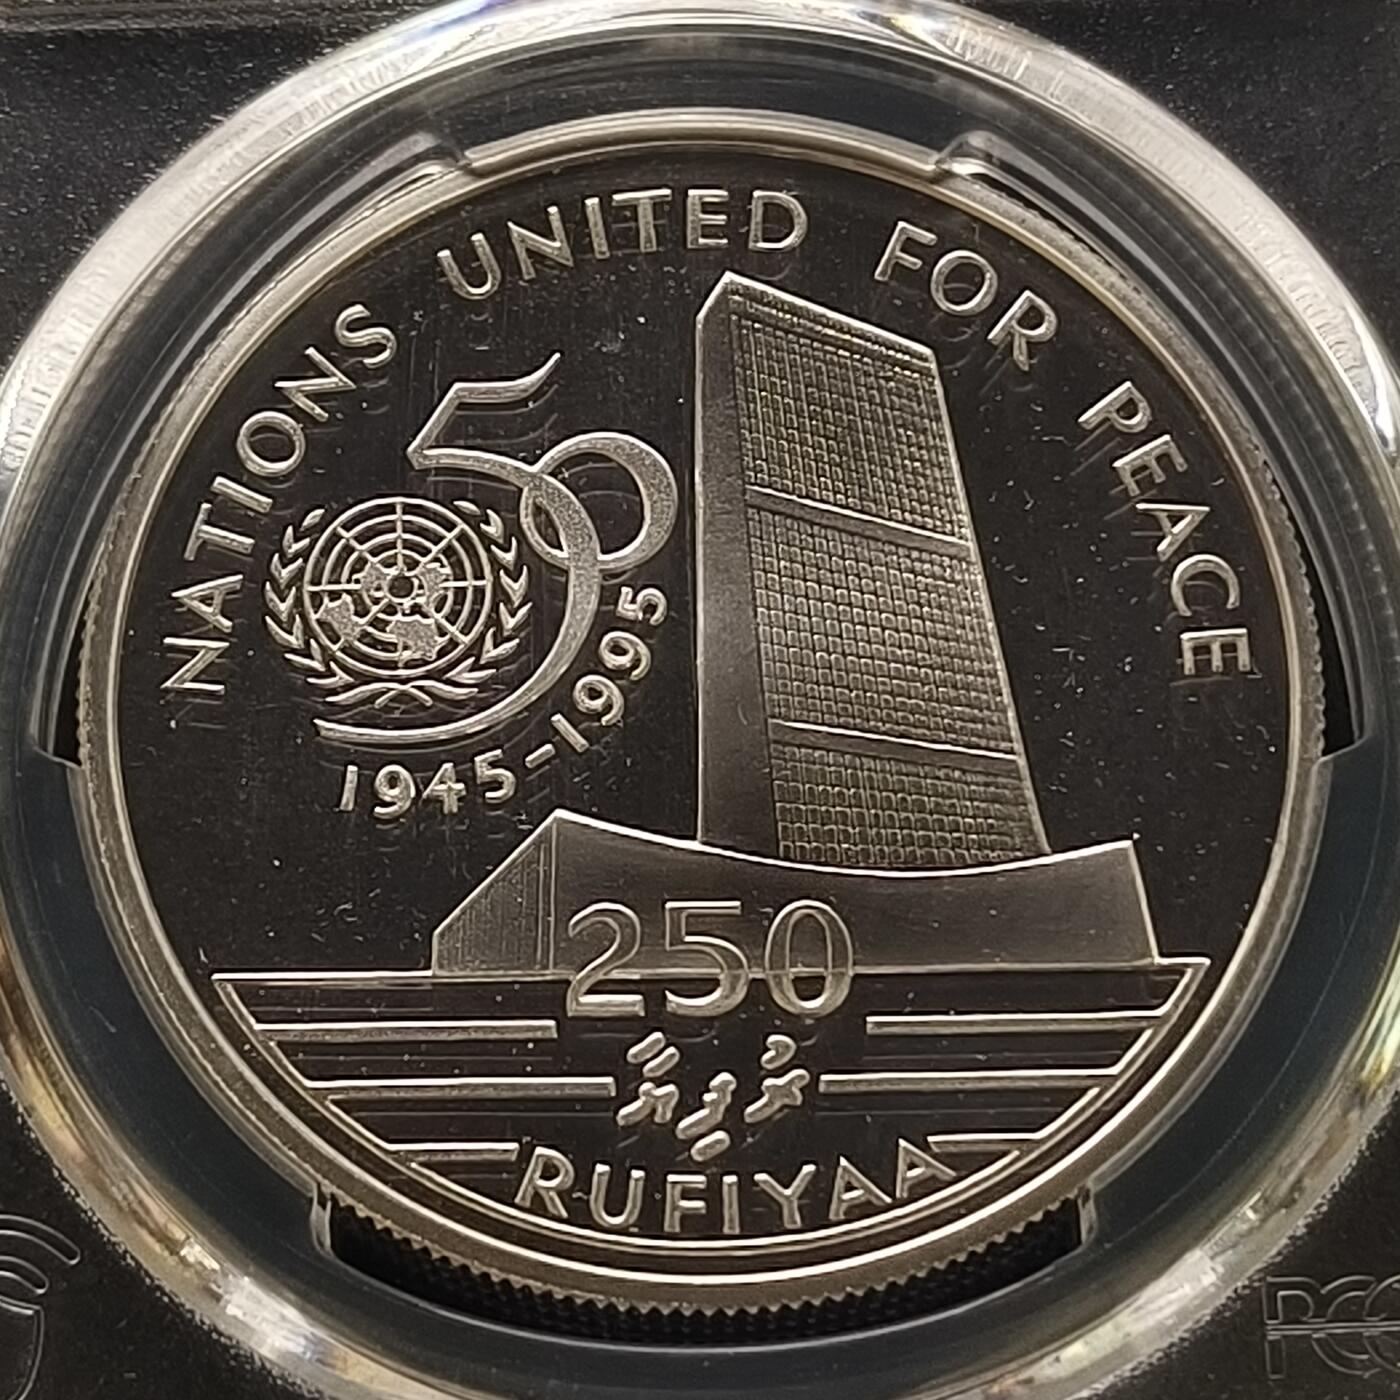 NATIONS UNITED FOR PEACE
50
1945-1995
250
ރުފިޔާ
RUFIYAA